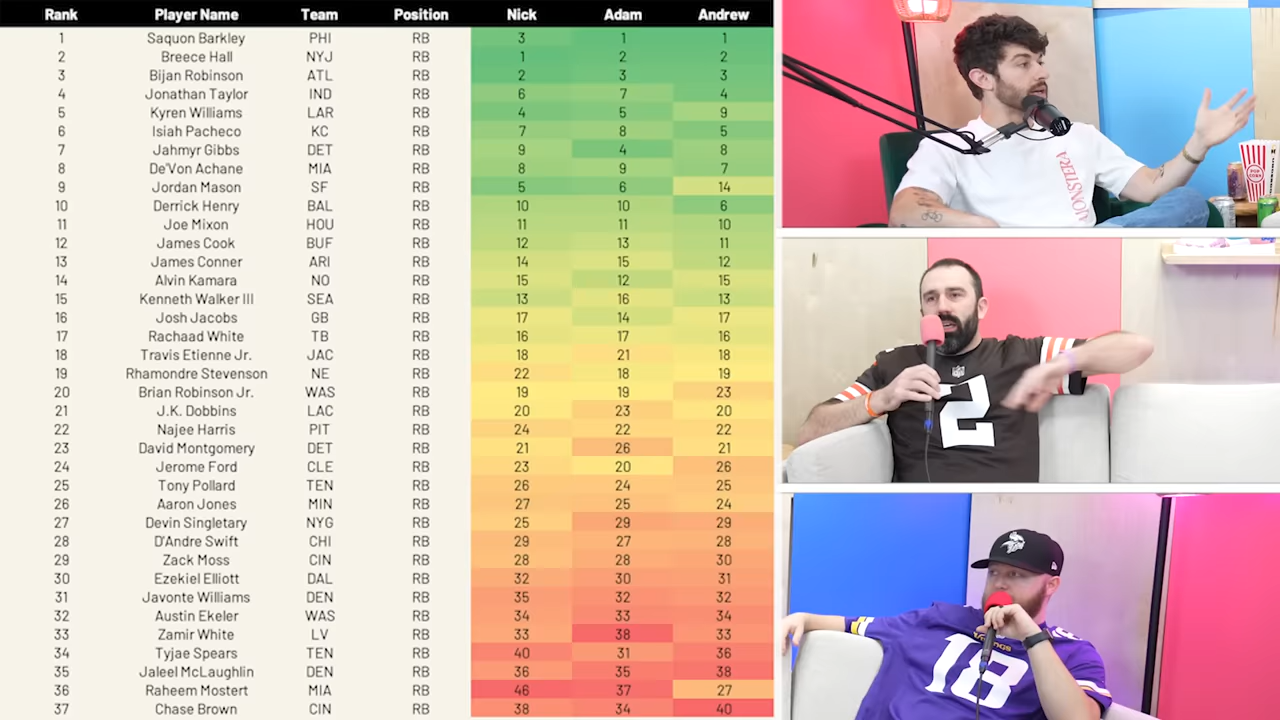 Rank Player Name Team Position Nick Adam Andrew
1 Saquon Barkley PHI RB 3 1 1
2 Breece Hall NYJ RB 1 2 2
3 Bijan Robinson ATL RB 2 3 3
4 Jonathan Taylor IND RB 6 7 4
5 Kyren Williams LAR RB 4 5 9
6 Isiah Pacheco KC RB 7 8 5
7 Jahmyr Gibbs DET RB 9 4 8
8 De'Von Achane MIA RB 8 9 7
9 Jordan Mason SF RB 5 6 14
10 Derrick Henry BAL RB 10 10 6
11 Joe Mixon HOU RB 11 11 10
12 James Cook BUF RB 12 13 11
13 James Conner ARI RB 14 15 12
14 Alvin Kamara NO RB 15 12 15
15 Kenneth Walker III SEA RB 13 16 13
16 Josh Jacobs GB RB 17 14 17
17 Rachaad White TB RB 16 17 16
18 Travis Etienne Jr. JAC RB 18 21 18
19 Rhamondre Stevenson NE RB 22 18 19
20 Brian Robinson Jr. WAS RB 19 19 23
21 J.K. Dobbins LAC RB 20 23 20
22 Najee Harris PIT RB 24 22 22
23 David Montgomery DET RB 21 26 21
24 Jerome Ford CLE RB 23 20 26
25 Tony Pollard TEN RB 26 24 25
26 Aaron Jones MIN RB 27 25 24
27 Devin Singletary NYG RB 25 29 29
28 D'Andre Swift CHI RB 29 27 28
29 Zack Moss CIN RB 28 28 30
30 Ezekiel Elliott DAL RB 32 30 31
31 Javonte Williams DEN RB 35 32 32
32 Austin Ekeler WAS RB 34 33 34
33 Zamir White LV RB 33 38 33
34 Tyjae Spears TEN RB 40 31 36
35 Jaleel McLaughlin DEN RB 36 35 38
36 Raheem Mostert MIA RB 46 37 27
37 Chase Brown CIN RB 38 34 40
MONSTERA
POP CORN
2
18